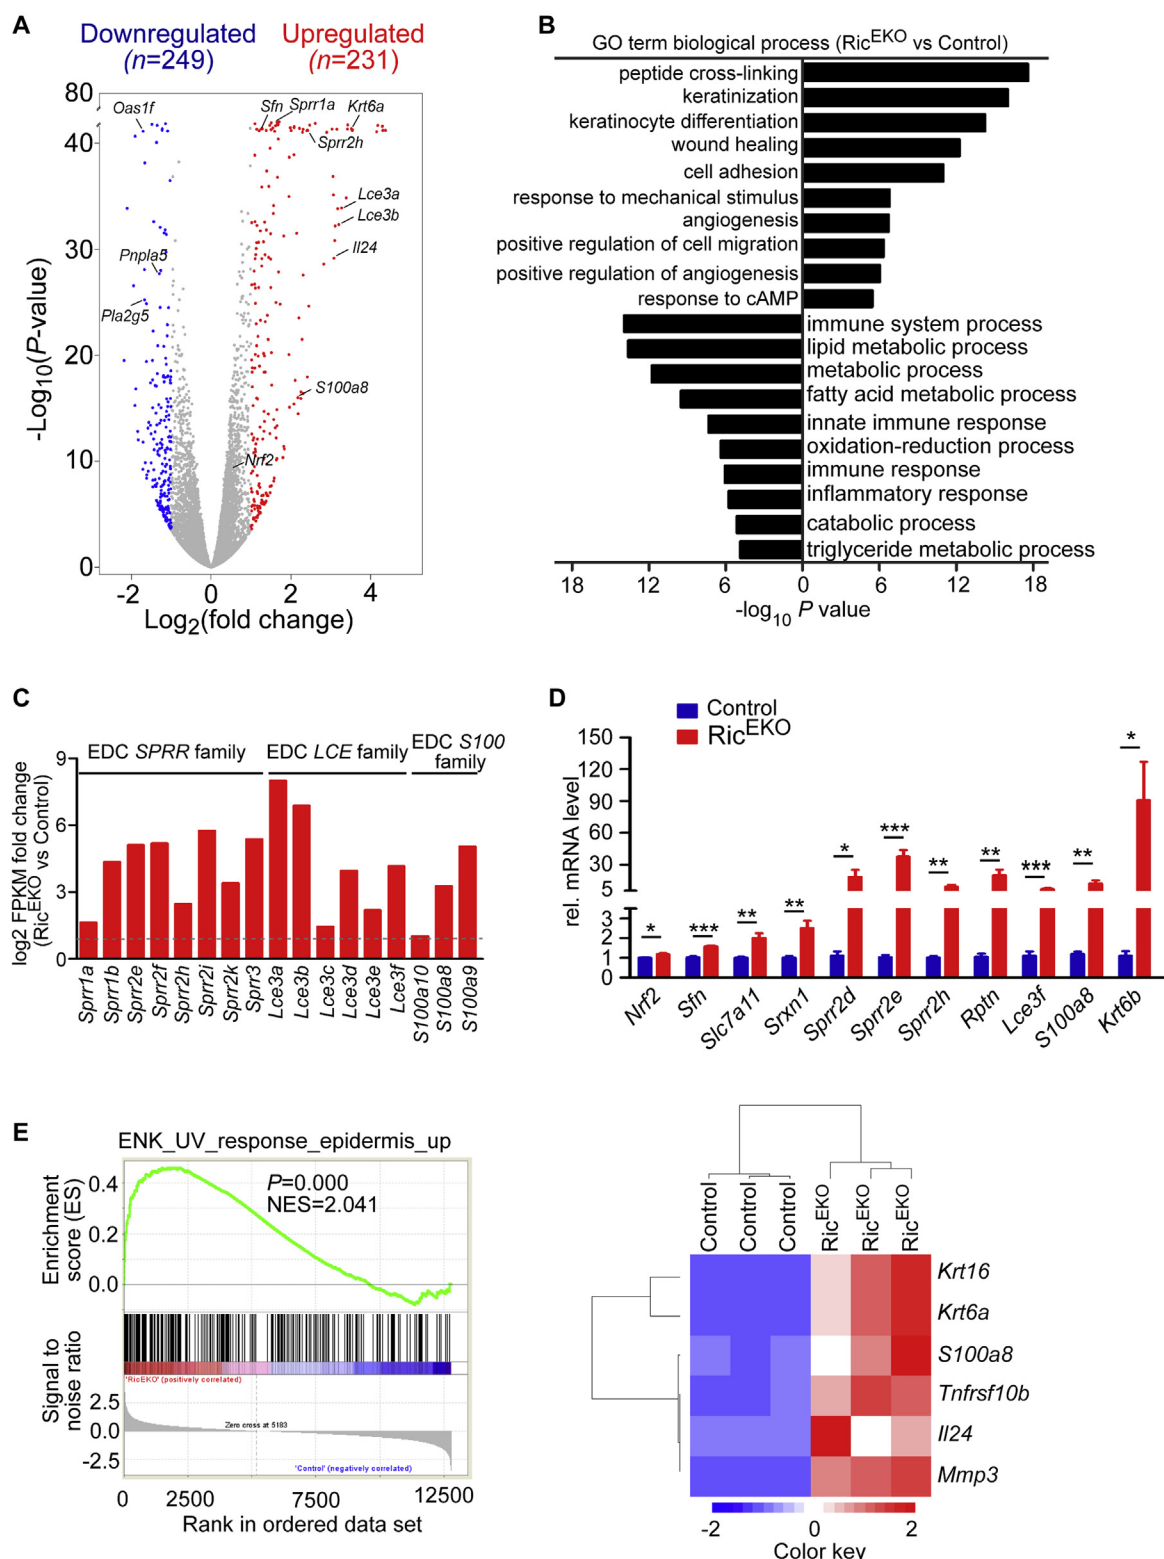 A
Downregulated
(n=249)
Upregulated
(n=231)
80
40
30
20
10
0
-Log10(P-value)
Oas1f
Sfn
Sprr1a
Krt6a
Sprr2h
Lce3a
Lce3b
Il24
Pnpla5
Pla2g5
S100a8
Nrf2
-2
0
2
4
Log2(fold change)
B
GO term biological process (RicEKO vs Control)
peptide cross-linking
keratinization
keratinocyte differentiation
wound healing
cell adhesion
response to mechanical stimulus
angiogenesis
positive regulation of cell migration
positive regulation of angiogenesis
response to cAMP
immune system process
lipid metabolic process
metabolic process
fatty acid metabolic process
innate immune response
oxidation-reduction process
immune response
inflammatory response
catabolic process
triglyceride metabolic process
18
12
6
0
6
12
18
-log10 P value
C
EDC SPRR family
EDC LCE family
EDC S100
family
log2 FPKM fold change
(RicEKO vs Control)
9
6
3
0
Sprr1a
Sprr1b
Sprr2e
Sprr2f
Sprr2h
Sprr2i
Sprr2k
Sprr3
Lce3a
Lce3b
Lce3c
Lce3d
Lce3e
Lce3f
S100a10
S100a8
S100a9
D
Control
RicEKO
rel. mRNA level
150
120
90
60
30
5
3
2
1
0
*
***
**
**
*
***
**
**
***
**
*
Nrf2
Sfn
Slc7a11
Srxn1
Sprr2d
Sprr2e
Sprr2h
Rptn
Lce3f
S100a8
Krt6b
E
ENK_UV_response_epidermis_up
P=0.000
NES=2.041
Enrichment
score (ES)
0.4
0.2
0.0
'RicEKO' (positively correlated)
Signal to
noise ratio
2.5
0.0
-2.5
Zero cross at 5183
'Control' (negatively correlated)
0
2500
7500
12500
Rank in ordered data set
Control
Control
Control
RicEKO
RicEKO
RicEKO
Krt16
Krt6a
S100a8
Tnfrsf10b
Il24
Mmp3
-2
0
2
Color key